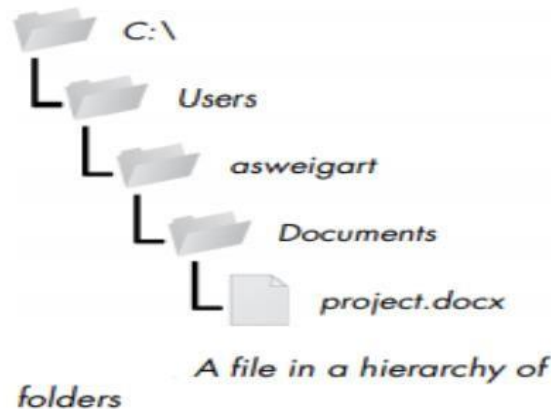 C:\
Users
asweigart
Documents
project.docx
A file in a hierarchy of
folders